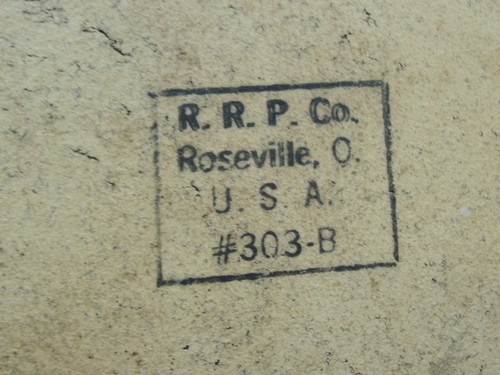 R. R. P. Co.
Roseville, O.
U. S. A.
#303-B